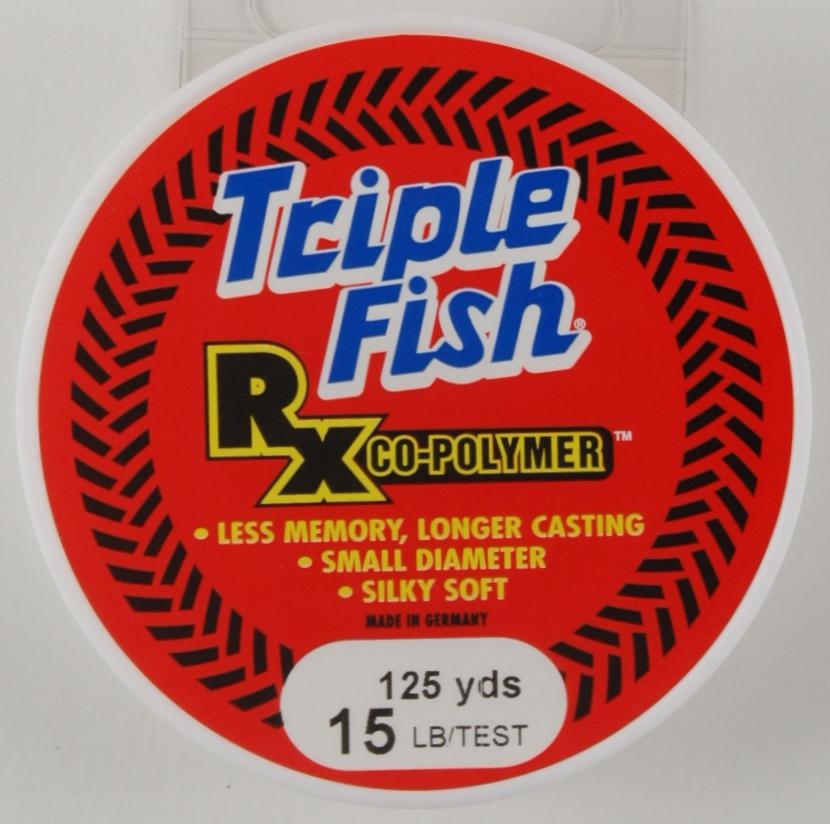 Triple
Fish®
Rx CO-POLYMER™
• LESS MEMORY, LONGER CASTING
• SMALL DIAMETER
• SILKY SOFT
MADE IN GERMANY
125 yds
15 LB/TEST